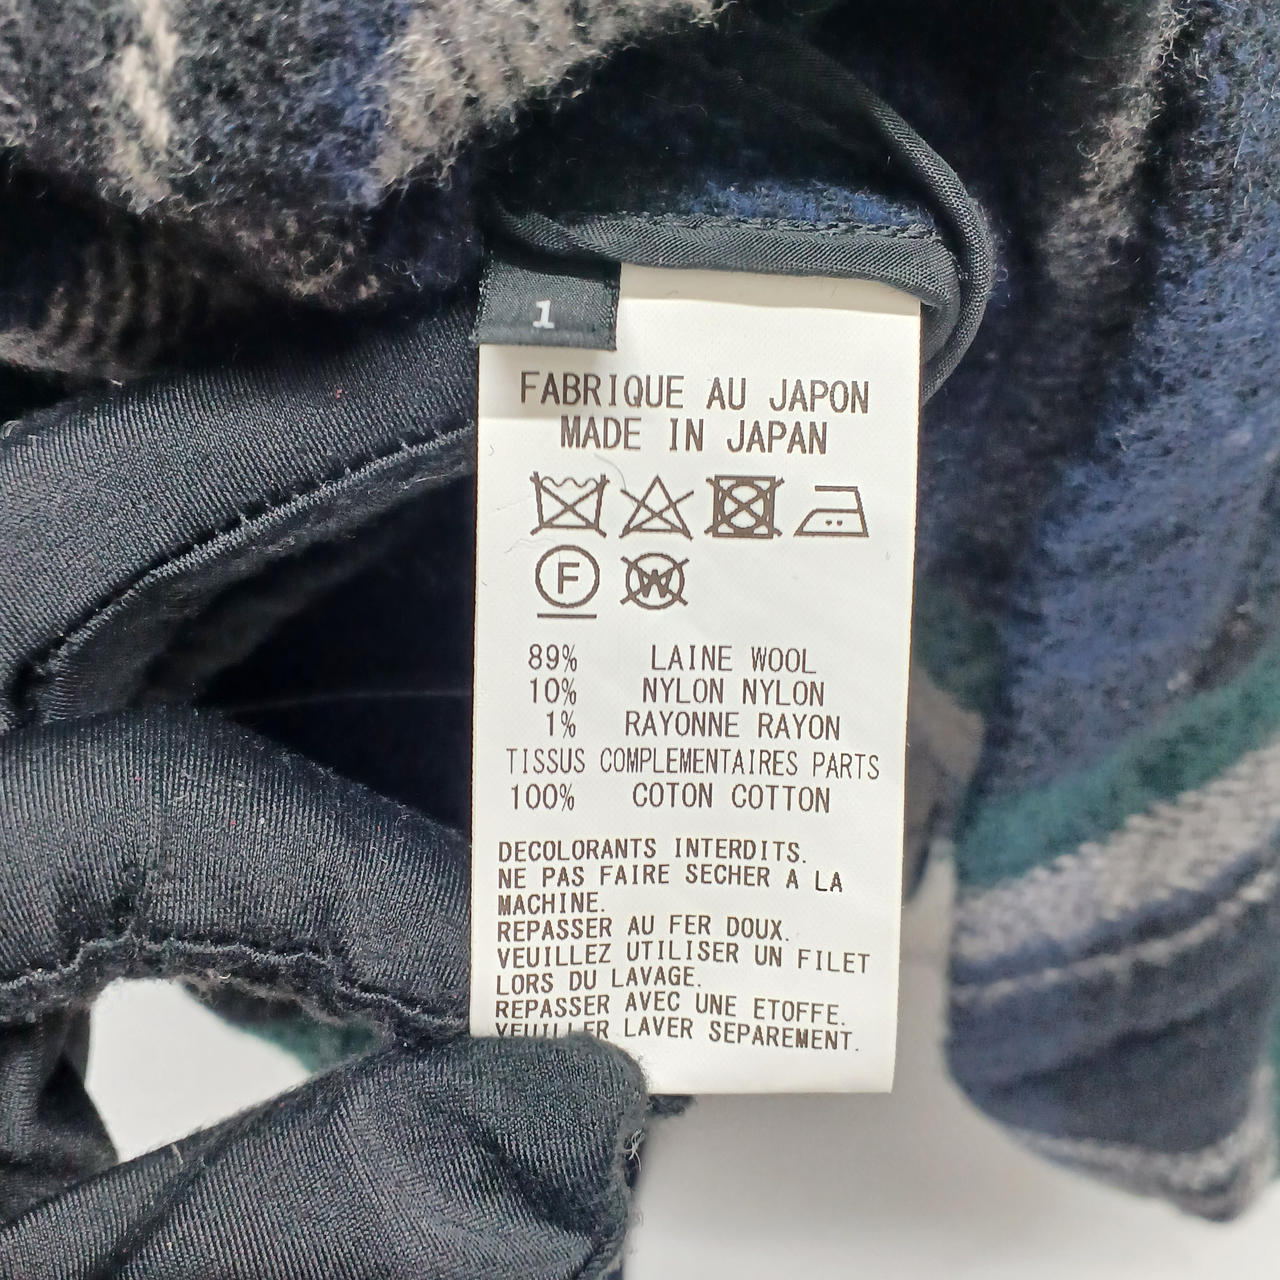 1
FABRIQUE AU JAPON
MADE IN JAPAN
F W
89% LAINE WOOL
10% NYLON NYLON
1% RAYONNE RAYON
TISSUS COMPLEMENTAIRES PARTS
100% COTON COTTON
DECOLORANTS INTERDITS.
NE PAS FAIRE SECHER A LA
MACHINE.
REPASSER AU FER DOUX.
VEUILLEZ UTILISER UN FILET
LORS DU LAVAGE.
REPASSER AVEC UNE ETOFFE.
VEUILLER LAVER SEPAREMENT.